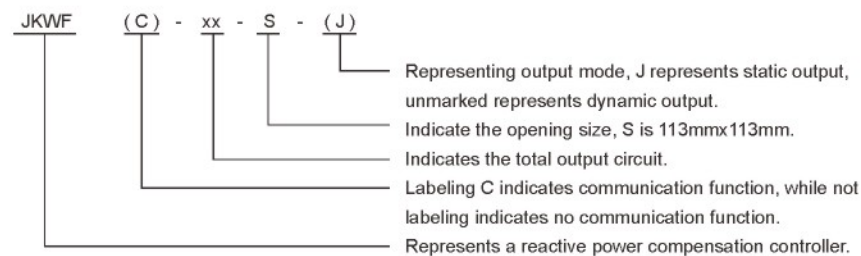 JKWF (C) - xx - S - (J)
Representing output mode, J represents static output,
unmarked represents dynamic output.
Indicate the opening size, S is 113mmx113mm.
Indicates the total output circuit.
Labeling C indicates communication function, while not
labeling indicates no communication function.
Represents a reactive power compensation controller.